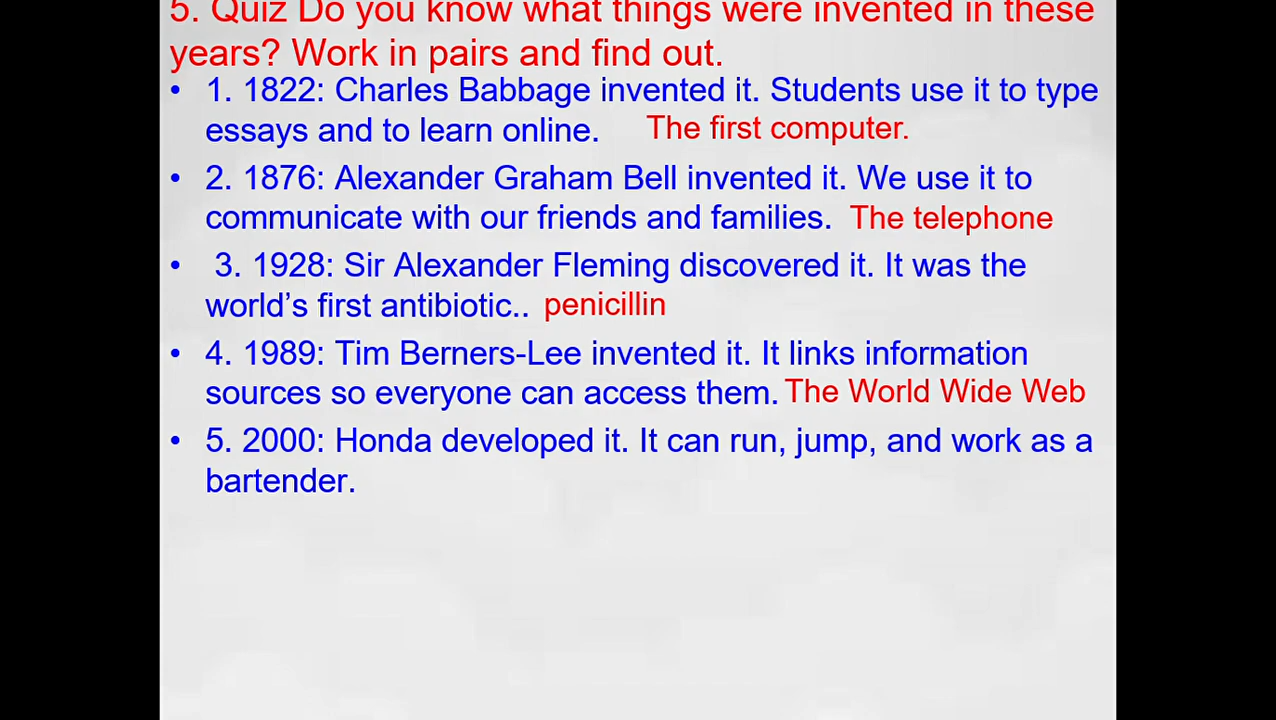 5. Quiz Do you know what things were invented in these
years? Work in pairs and find out.
• 1. 1822: Charles Babbage invented it. Students use it to type
essays and to learn online. The first computer.
• 2. 1876: Alexander Graham Bell invented it. We use it to
communicate with our friends and families. The telephone
• 3. 1928: Sir Alexander Fleming discovered it. It was the
world’s first antibiotic.. penicillin
• 4. 1989: Tim Berners-Lee invented it. It links information
sources so everyone can access them. The World Wide Web
• 5. 2000: Honda developed it. It can run, jump, and work as a
bartender.